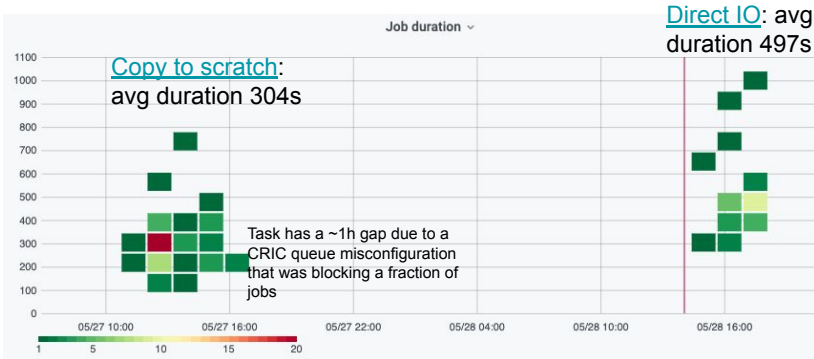 Direct IO: avg
duration 497s
Job duration
Copy to scratch:
avg duration 304s
1100
1000
900
800
700
600
500
400
300
200
100
0
Task has a ~1h gap due to a
CRIC queue misconfiguration
that was blocking a fraction of
jobs
05/27 10:00
05/27 16:00
05/27 22:00
05/28 04:00
05/28 10:00
05/28 16:00
1
5
10
15
20